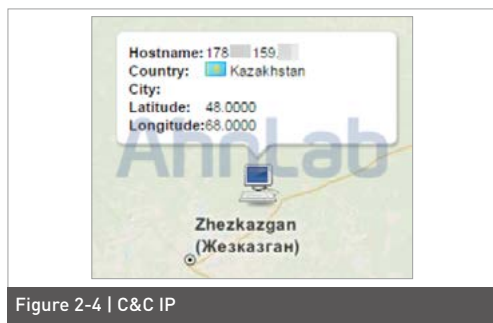 Hostname: 178 159.
Country: Kazakhstan
City:
Latitude: 48.0000
Longitude:68.0000
AhnLab
Zhezkazgan
(Жезказган)
Figure 2-4 | C&C IP